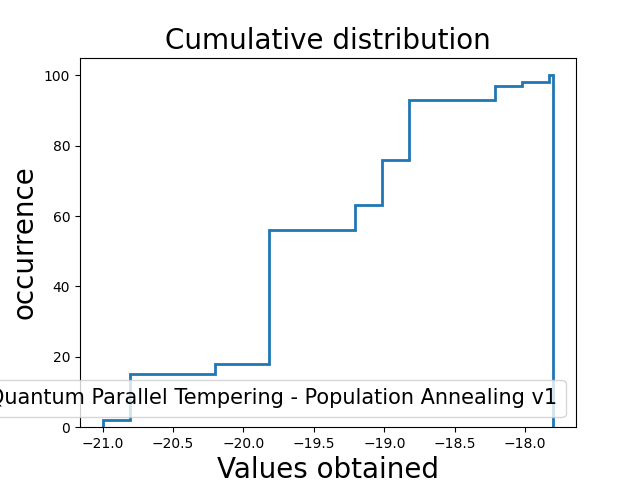 Cumulative distribution
occurrence
100
80
60
40
20
0
Quantum Parallel Tempering - Population Annealing v1
−21.0 −20.5 −20.0 −19.5 −19.0 −18.5 −18.0
Values obtained